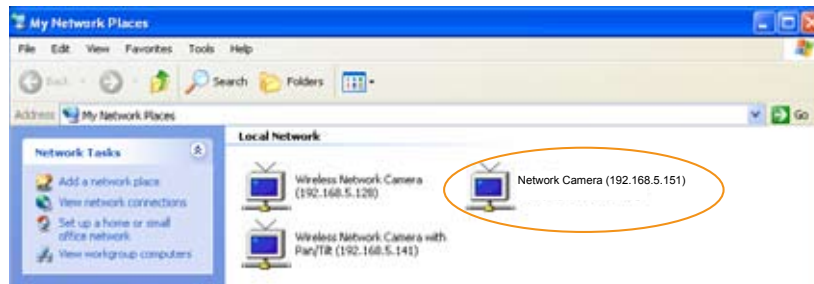 My Network Places
File Edit View Favorites Tools Help
Back Search Folders
Address My Network Places Go
Network Tasks
Add a network place
View network connections
Set up a home or small
office network
View workgroup computers
Local Network
Wireless Network Camera
(192.168.5.128)
Network Camera (192.168.5.151)
Wireless Network Camera with
Pan/Tilt (192.168.5.141)